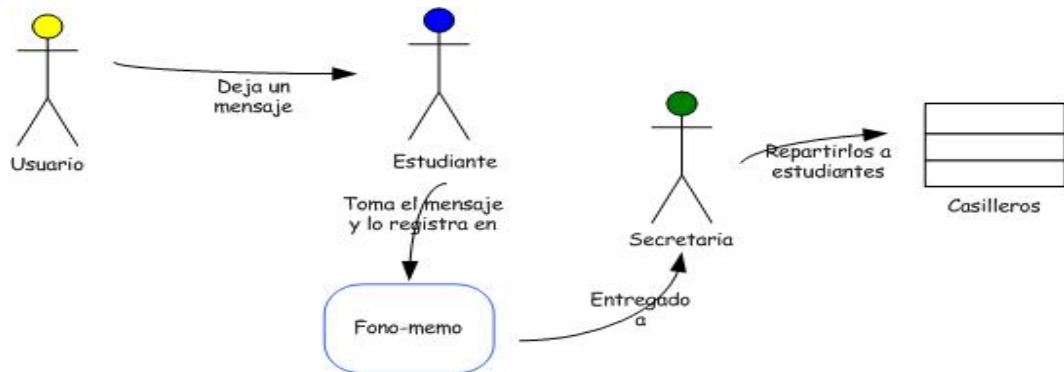 Deja un
mensaje
Usuario
Estudiante
Toma el mensaje
y lo registra en
Fono-memo
Entregado
a
Secretaria
Repartirlos a
estudiantes
Casilleros